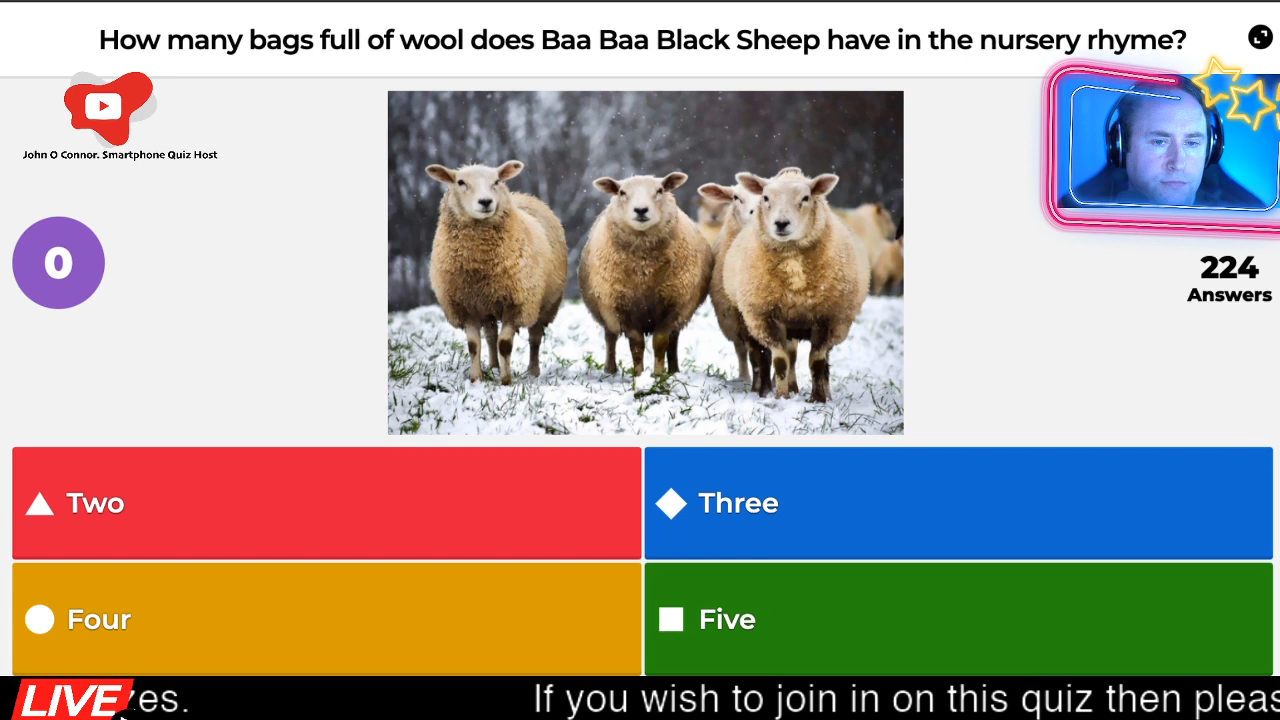 How many bags full of wool does Baa Baa Black Sheep have in the nursery rhyme?
John O Connor. Smartphone Quiz Host
0
224
Answers
Two
Three
Four
Five
LIVE
If you wish to join in on this quiz then